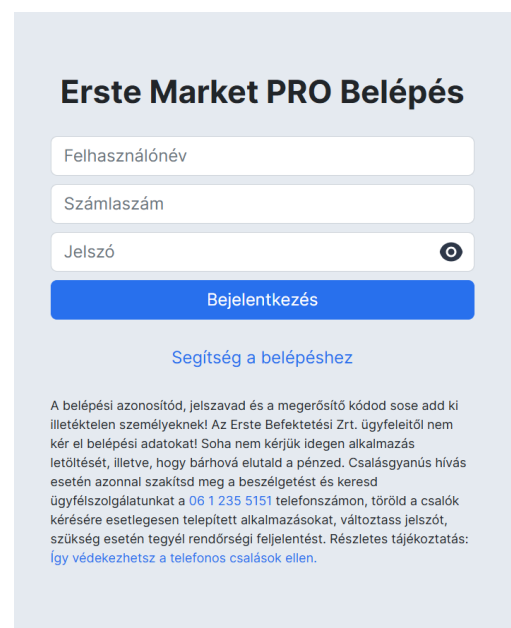 Erste Market PRO Belépés
Felhasználónév
Számlaszám
Jelszó
Bejelentkezés
Segítség a belépéshez
A belépési azonosítód, jelszavad és a megerősítő kódod sose add ki
illetéktelen személyeknek! Az Erste Befektetési Zrt. ügyfeleitől nem
kér el belépési adatokat! Soha nem kérjük idegen alkalmazás
letöltését, illetve, hogy bárhová elutald a pénzed. Csalásgyanús hívás
esetén azonnal szakítsd meg a beszélgetést és keresd
ügyfélszolgálatunkat a 06 1 235 5151 telefonszámon, töröld a csalók
kérésére esetlegesen telepített alkalmazásokat, változtass jelszót,
szükség esetén tegyél rendőrségi feljelentést. Részletes tájékoztatás:
Így védekezhetsz a telefonos csalások ellen.